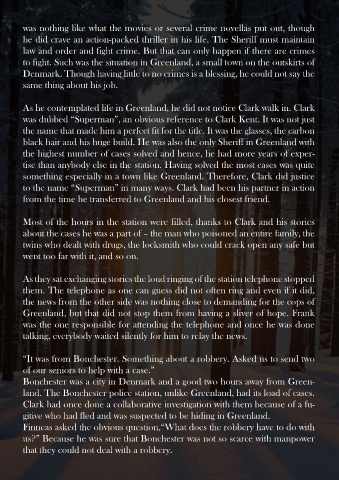 was nothing like what the movies or several crime novellas put out, though
he did crave an action-packed thriller in his life. The Sheriff must maintain
law and order and fight crime. But that can only happen if there are crimes
to fight. Such was the situation in Greenland, a small town on the outskirts of
Denmark. Though having little to no crimes is a blessing, he could not say the
same thing about his job.
As he contemplated life in Greenland, he did not notice Clark walk in. Clark
was dubbed “Superman”, an obvious reference to Clark Kent. It was not just
the name that made him a perfect fit for the title. It was the glasses, the carbon
black hair and his huge build. He was also the only Sheriff in Greenland with
the highest number of cases solved and hence, he had more years of exper-
tise than anybody else in the station. Having solved the most cases was quite
something especially in a town like Greenland. Therefore, Clark did justice
to the name “Superman” in many ways. Clark had been his partner in action
from the time he transferred to Greenland and his closest friend.
Most of the hours in the station were filled, thanks to Clark and his stories
about the cases he was a part of – the man who poisoned an entire family, the
twins who dealt with drugs, the locksmith who could crack open any safe but
went too far with it, and so on.
As they sat exchanging stories the loud ringing of the station telephone stopped
them. The telephone as one can guess did not often ring and even if it did,
the news from the other side was nothing close to demanding for the cops of
Greenland, but that did not stop them from having a sliver of hope. Frank
was the one responsible for attending the telephone and once he was done
talking, everybody waited silently for him to relay the news.
“It was from Bonchester. Something about a robbery. Asked us to send two
of our seniors to help with a case.”
Bonchester was a city in Denmark and a good two hours away from Green-
land. The Bonchester police station, unlike Greenland, had its load of cases.
Clark had once done a collaborative investigation with them because of a fu-
gitive who had fled and was suspected to be hiding in Greenland.
Finneas asked the obvious question,“What does the robbery have to do with
us?” Because he was sure that Bonchester was not so scarce with manpower
that they could not deal with a robbery.